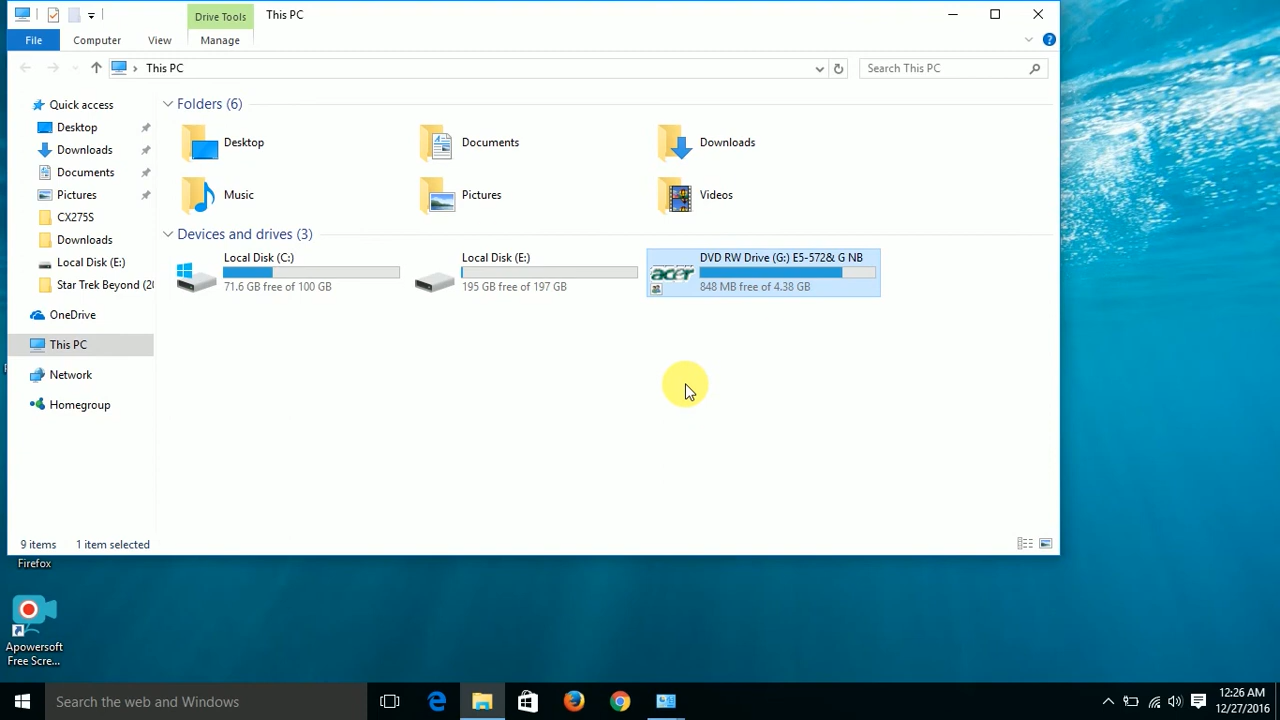 Drive Tools
This PC
File
Computer
View
Manage
This PC
Search This PC
Quick access
Desktop
Downloads
Documents
Pictures
CX275S
Downloads
Local Disk (E:)
Star Trek Beyond (20
OneDrive
This PC
Network
Homegroup
Folders (6)
Desktop
Documents
Downloads
Music
Pictures
Videos
Devices and drives (3)
Local Disk (C:)
71.6 GB free of 100 GB
Local Disk (E:)
195 GB free of 197 GB
acer
DVD RW Drive (G:) E5-572& G NB
848 MB free of 4.38 GB
9 items
1 item selected
Firefox
Apowersoft
Free Scre...
Search the web and Windows
12:26 AM
12/27/2016